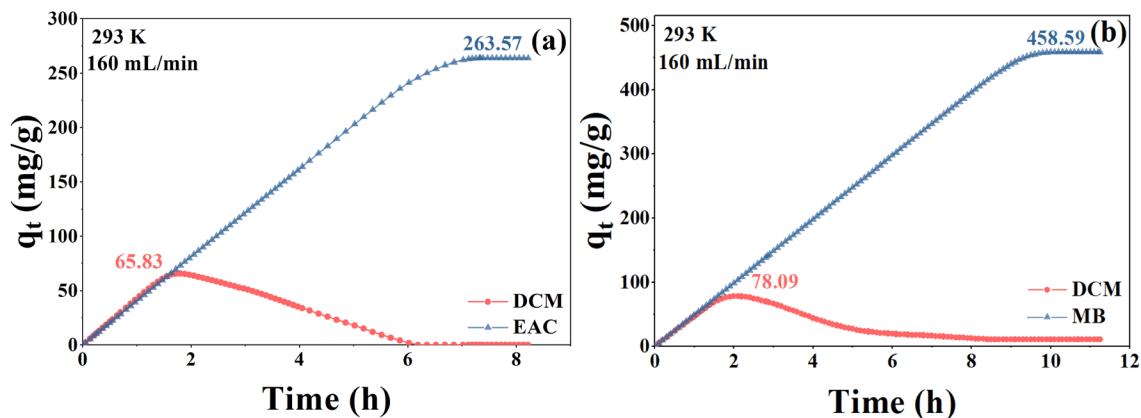 293 K
160 mL/min
(a)
263.57
65.83
DCM
EAC
300
250
200
150
100
50
0
qt (mg/g)
0 2 4 6 8
Time (h)
293 K
160 mL/min
(b)
458.59
78.09
DCM
MB
500
400
300
200
100
0
qt (mg/g)
0 2 4 6 8 10 12
Time (h)